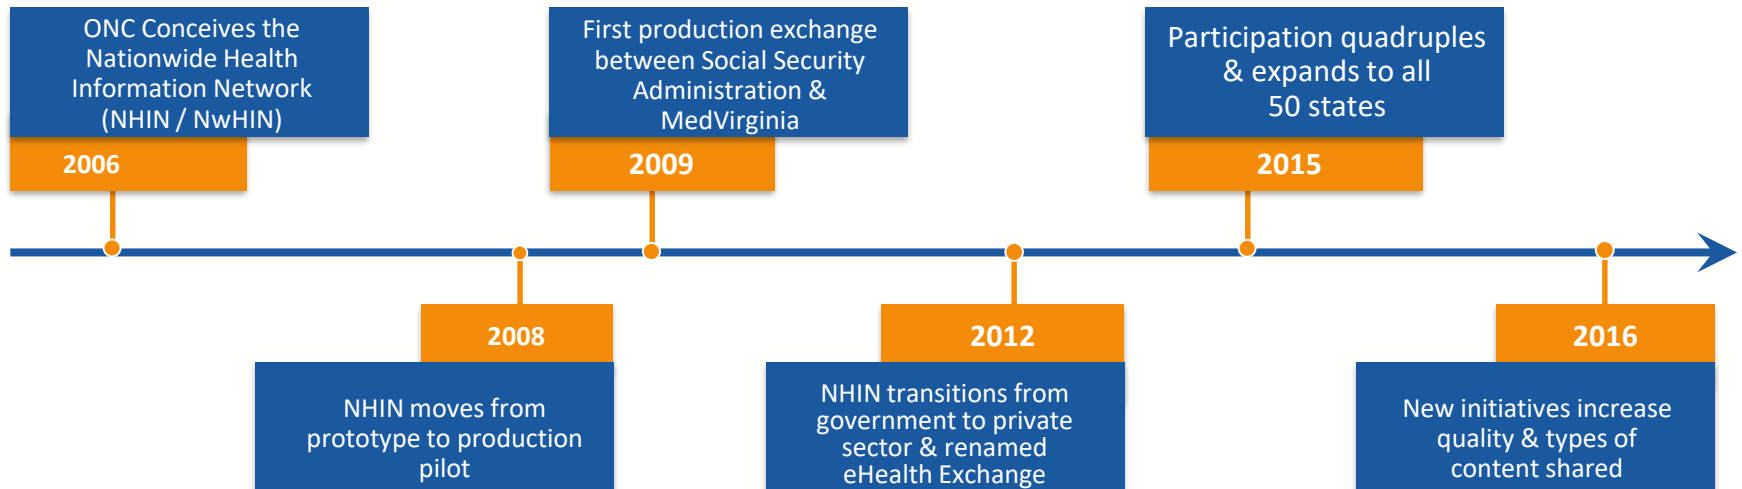 ONC Conceives the
Nationwide Health
Information Network
(NHIN / NwHIN)
2006
First production exchange
between Social Security
Administration &
MedVirginia
2009
Participation quadruples
& expands to all
50 states
2015
2008
NHIN moves from
prototype to production
pilot
2012
NHIN transitions from
government to private
sector & renamed
eHealth Exchange
2016
New initiatives increase
quality & types of
content shared